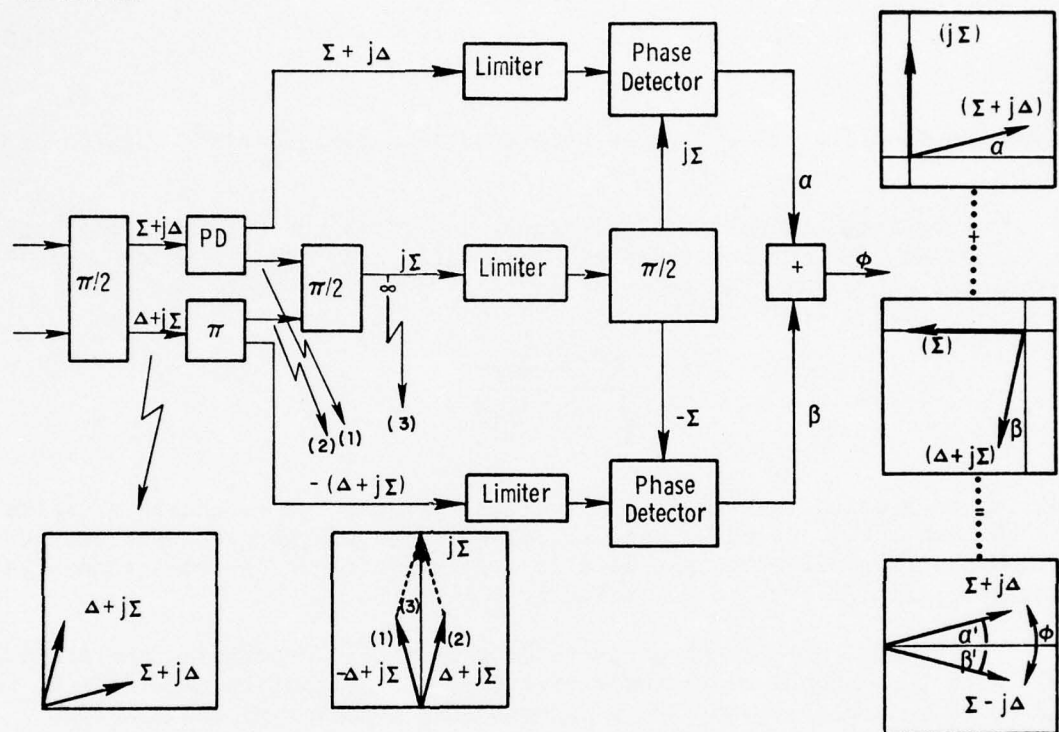 Σ + jΔ
Limiter
Phase
Detector
(jΣ)
(Σ + jΔ)
α
jΣ
α
π/2
Σ+jΔ
PD
π/2
jΣ
∞
Limiter
π/2
+
ϕ
+
Δ+jΣ
π
(2)
(1)
(3)
-Σ
β
(Σ)
β
(Δ+jΣ)
-(Δ+jΣ)
Limiter
Phase
Detector
=
Δ+jΣ
Σ+jΔ
jΣ
(3)
(1)
(2)
-Δ+jΣ
Δ+jΣ
Σ+jΔ
α'
β'
ϕ
Σ-jΔ